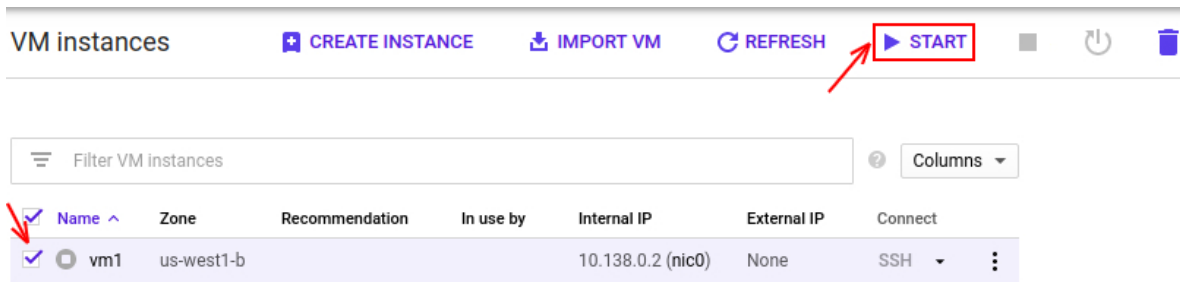 VM instances CREATE INSTANCE IMPORT VM REFRESH START
Filter VM instances Columns
Name Zone Recommendation In use by Internal IP External IP Connect
vm1 us-west1-b 10.138.0.2 (nic0) None SSH